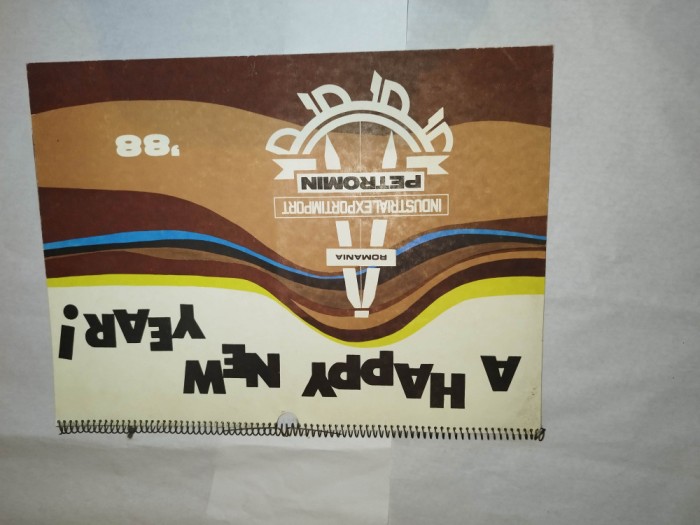 A HAPPY NEW
YEAR!
ROMANIA
INDUSTRIALEXPORTIMPORT
PETROMIN
'88